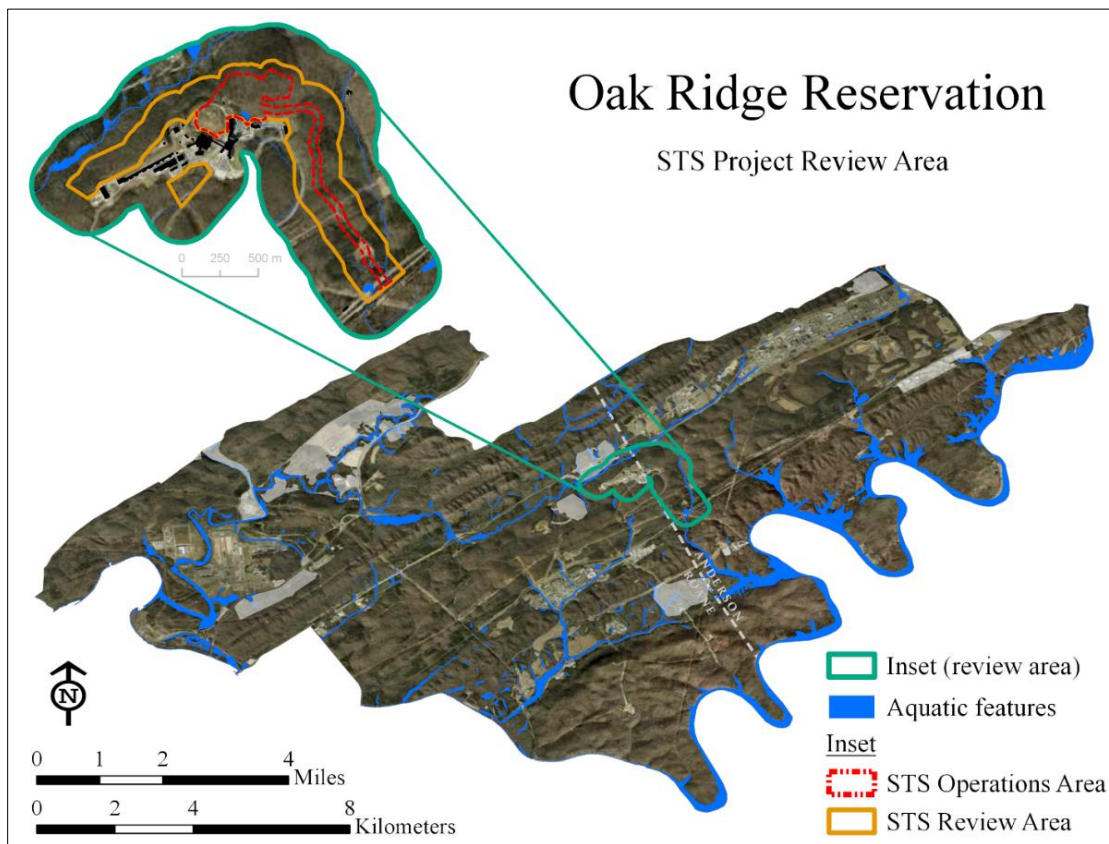 Oak Ridge Reservation
STS Project Review Area
0 250 500 m
ANDERSON
ROANE
N
0 1 2 4
Miles
0 2 4 8
Kilometers
Inset (review area)
Aquatic features
Inset
STS Operations Area
STS Review Area